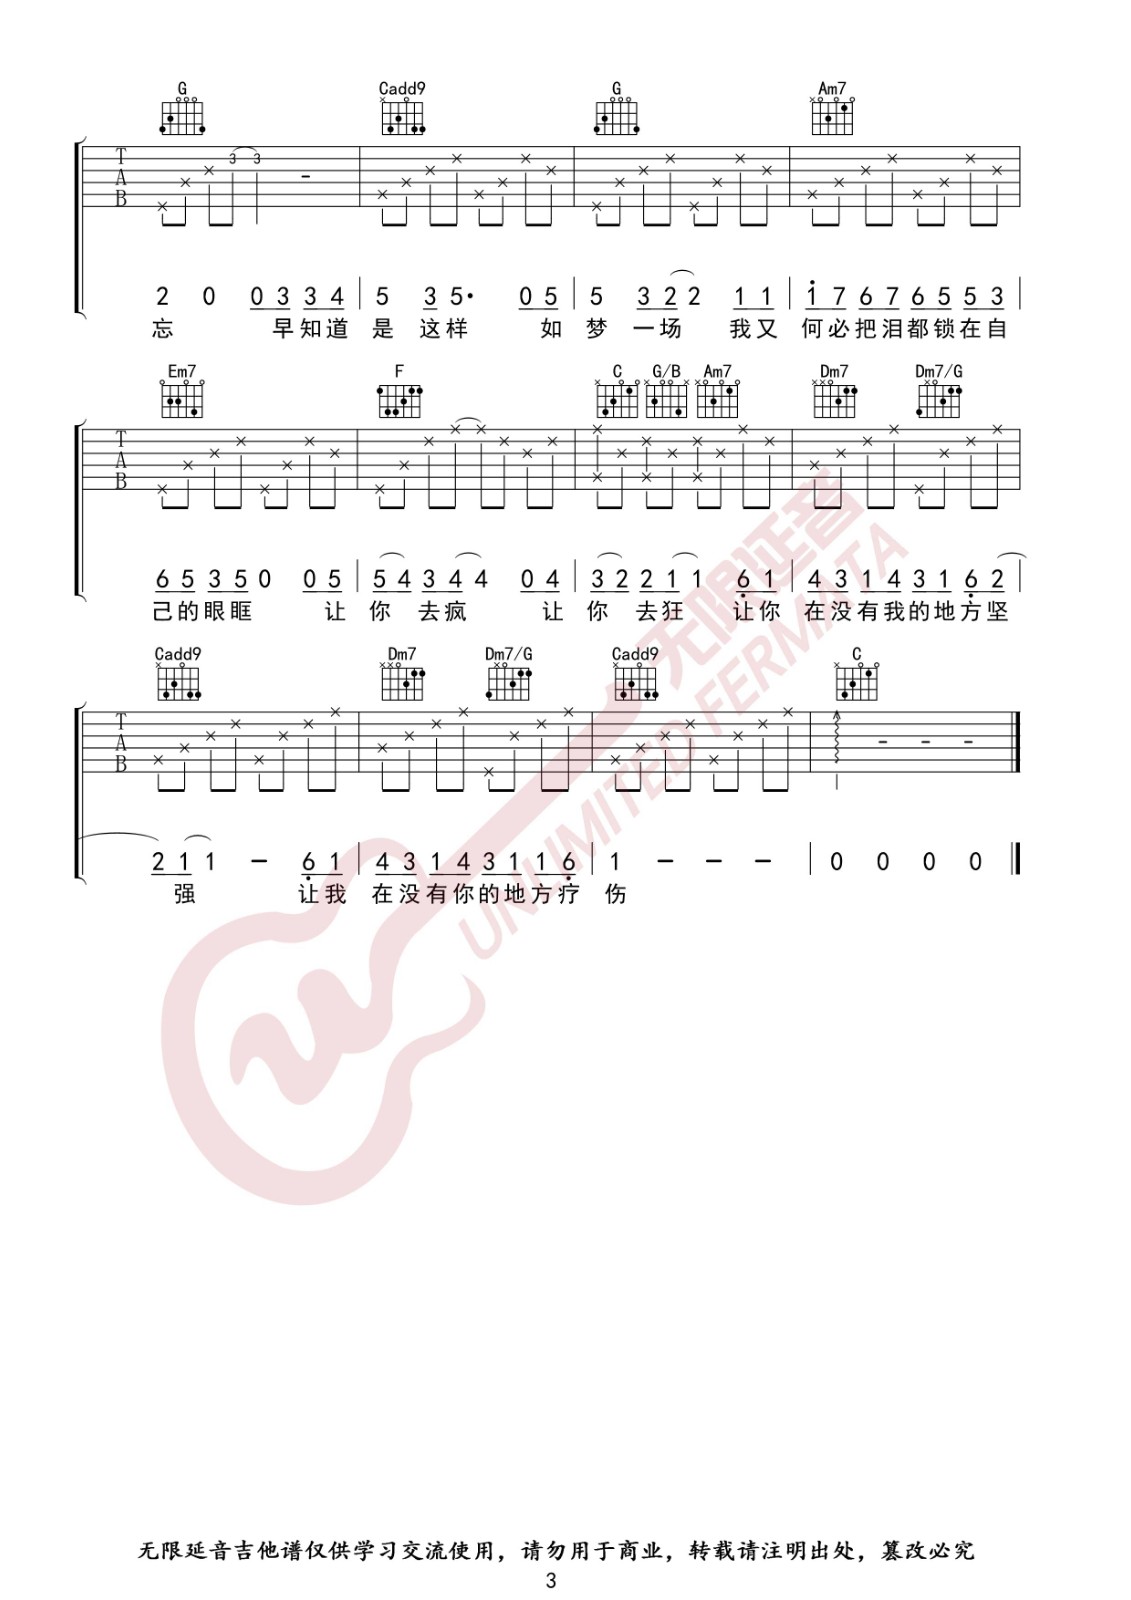 G Cadd9 G Am7
T A B 3 3 -
2 0 0 3 3 4 5 3 5· 0 5 5 3 2 2 1 1 1 7 6 7 6 5 5 3
忘 早知道 是 这样 如 梦 一场 我又 何必把泪都锁在自
Em7 F C G/B Am7 Dm7 Dm7/G
T A B
6 5 3 5 0 0 5 5 4 3 4 4 0 4 3 2 2 1 1 6 1 4 3 1 4 3 1 6 2
己的眼眶 让 你 去疯 让 你 去狂 让你 在没有我的地方坚
Cadd9 Dm7 Dm7/G Cadd9 C
T A B - - -
2 1 1 - 6 1 4 3 1 4 3 1 1 6 1 - - - 0 0 0 0
强 让我 在没有你的地方疗 伤
无限延音
UNLIMITED FERMATA
无限延音吉他谱仅供学习交流使用，请勿用于商业，转载请注明出处，篡改必究
3